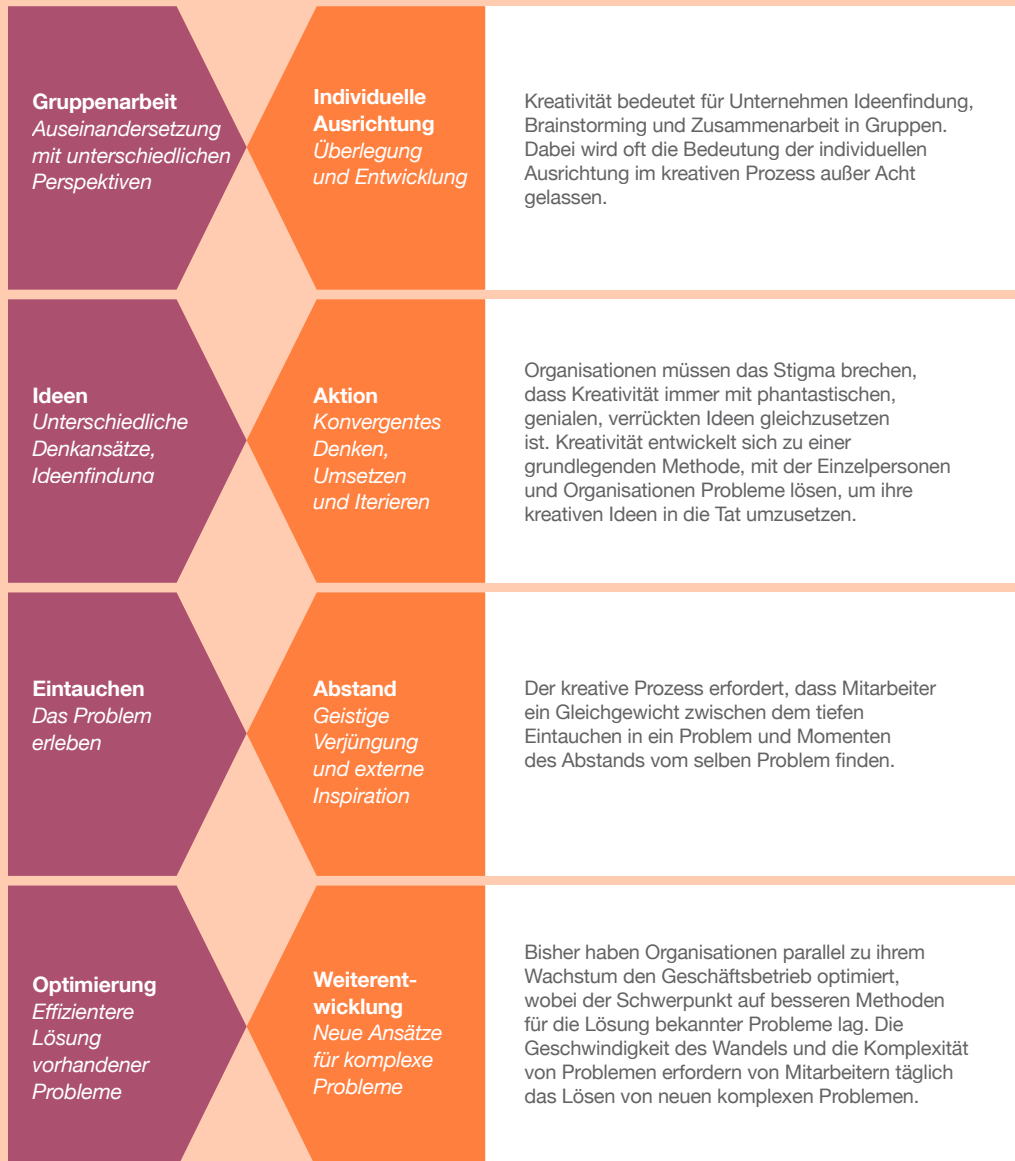 Gruppenarbeit
Auseinandersetzung
mit unterschiedlichen
Perspektiven
Individuelle
Ausrichtung
Überlegung
und Entwicklung
Kreativität bedeutet für Unternehmen Ideenfindung,
Brainstorming und Zusammenarbeit in Gruppen.
Dabei wird oft die Bedeutung der individuellen
Ausrichtung im kreativen Prozess außer Acht
gelassen.
Ideen
Unterschiedliche
Denkansätze,
Ideenfindung
Aktion
Konvergentes
Denken,
Umsetzen
und Iterieren
Organisationen müssen das Stigma brechen,
dass Kreativität immer mit phantastischen,
genialen, verrückten Ideen gleichzusetzen
ist. Kreativität entwickelt sich zu einer
grundlegenden Methode, mit der Einzelpersonen
und Organisationen Probleme lösen, um ihre
kreativen Ideen in die Tat umzusetzen.
Eintauchen
Das Problem
erleben
Abstand
Geistige
Verjüngung
und externe
Inspiration
Der kreative Prozess erfordert, dass Mitarbeiter
ein Gleichgewicht zwischen dem tiefen
Eintauchen in ein Problem und Momenten
des Abstands vom selben Problem finden.
Optimierung
Effizientere
Lösung
vorhandener
Probleme
Weiterent-
wicklung
Neue Ansätze
für komplexe
Probleme
Bisher haben Organisationen parallel zu ihrem
Wachstum den Geschäftsbetrieb optimiert,
wobei der Schwerpunkt auf besseren Methoden
für die Lösung bekannter Probleme lag. Die
Geschwindigkeit des Wandels und die Komplexität
von Problemen erfordern von Mitarbeitern täglich
das Lösen von neuen komplexen Problemen.